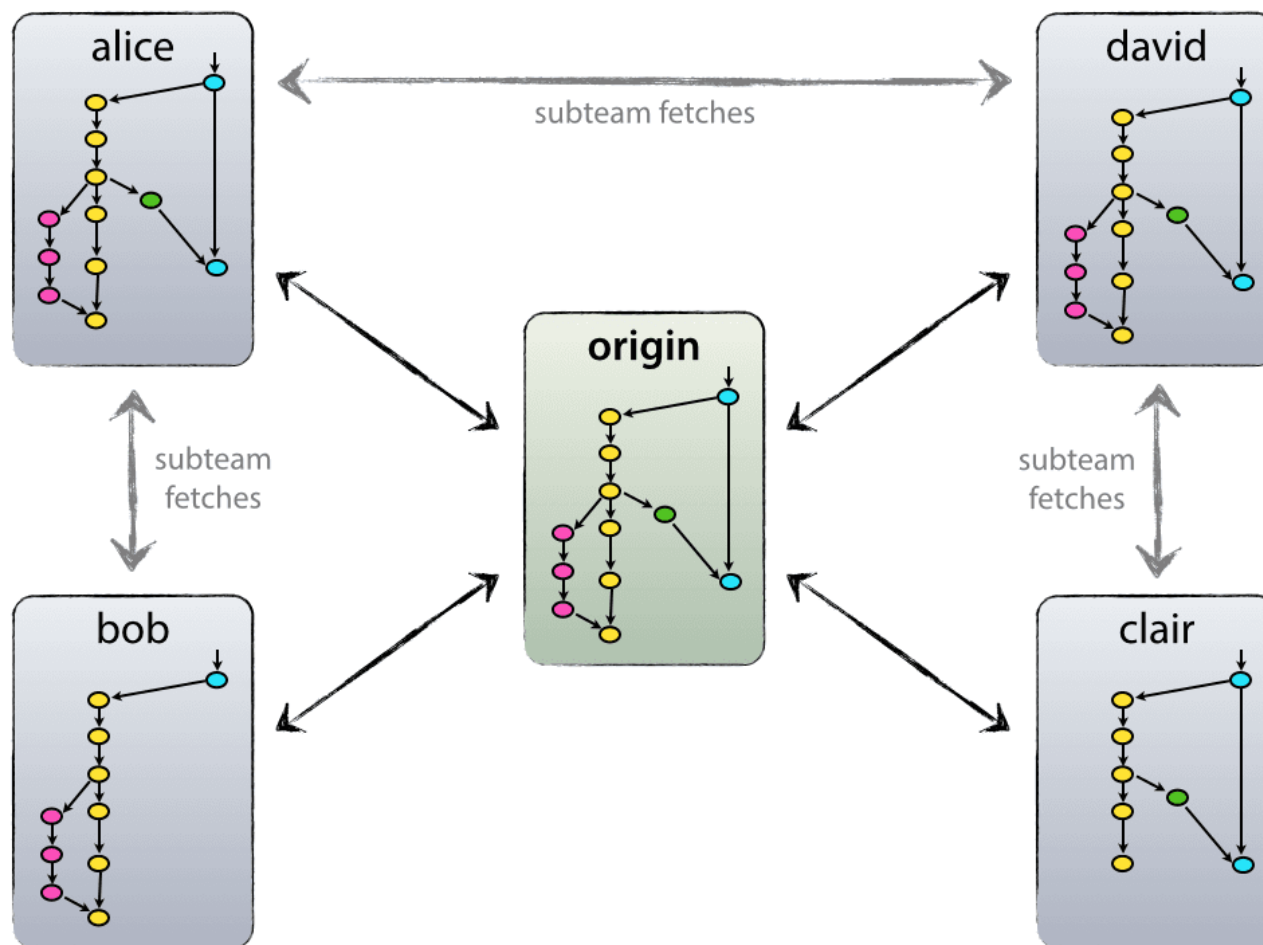 alice
david
subteam fetches
origin
subteam
fetches
subteam
fetches
bob
clair